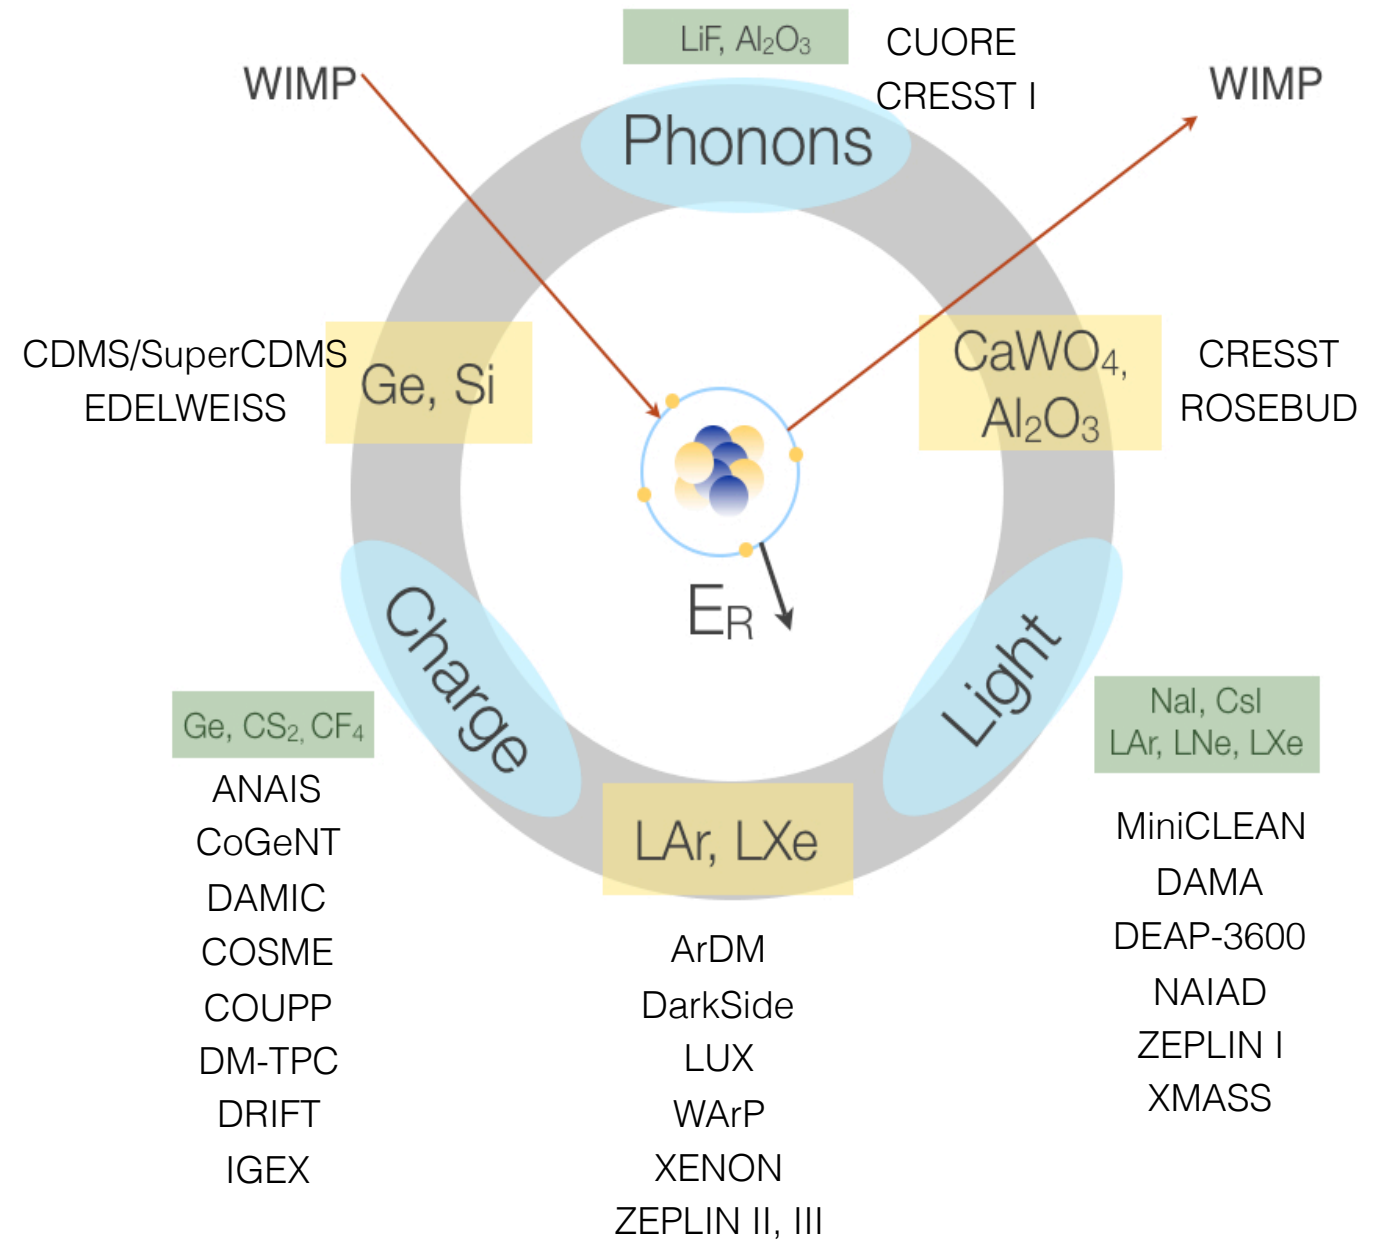 LiF, Al₂O₃
CUORE
CRESST I
WIMP
WIMP
Phonons
CDMS/SuperCDMS
EDELWEISS
Ge, Si
CaWO₄,
Al₂O₃
CRESST
ROSEBUD
E_R
Charge
Light
Ge, CS₂, CF₄
ANAIS
CoGeNT
DAMIC
COSME
COUPP
DM-TPC
DRIFT
IGEX
LAr, LXe
ArDM
DarkSide
LUX
WArP
XENON
ZEPLIN II, III
NaI, CsI
LAr, LNe, LXe
MiniCLEAN
DAMA
DEAP-3600
NAIAD
ZEPLIN I
XMASS